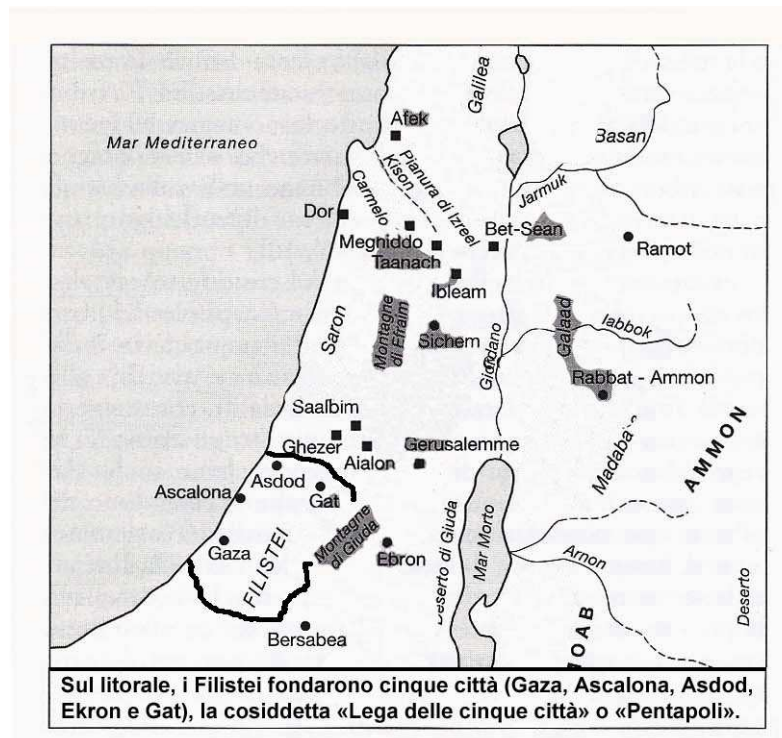 Galilea
Afek
Mar Mediterraneo
Basan
Pianura di Izreel
Kison
Carmelo
Jarmuk
Dor
Bet-Sean
Ramot
Meghiddo
Taanach
Ibleam
Saron
Montagne
di Efraim
Sichem
Giordano
Galaad
Iabbok
Rabbat - Ammon
Saalbim
Ghezer
Aialon
Gerusalemme
Madaba
AMMON
Asdod
Ascalona
Gat
Gaza
FILISTEI
Montagne
di Giuda
Ebron
Deserto di Giuda
Mar Morto
Arnon
Deserto
Bersabea
MOAB
Sul litorale, i Filistei fondarono cinque città (Gaza, Ascalona, Asdod,
Ekron e Gat), la cosiddetta «Lega delle cinque città» o «Pentapoli».